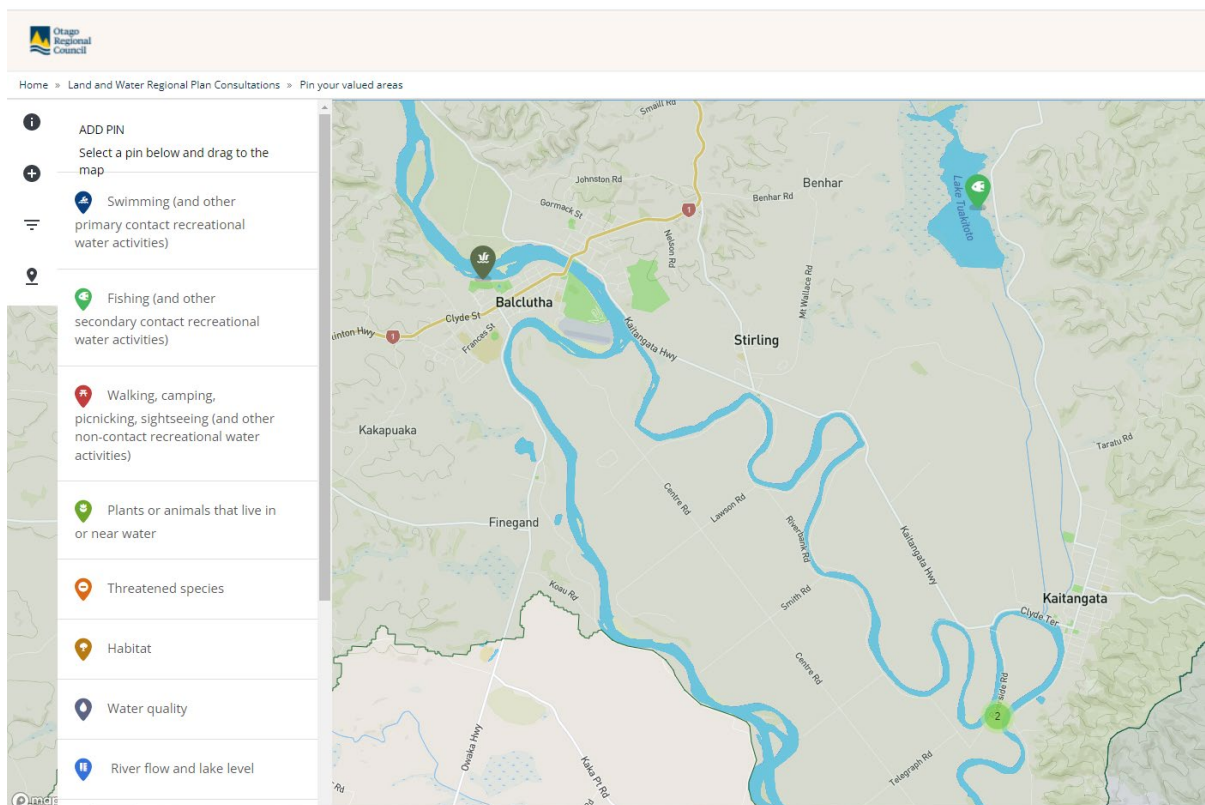 Otago
Regional
Council
Home » Land and Water Regional Plan Consultations » Pin your valued areas
ADD PIN
Select a pin below and drag to the
map
Swimming (and other
primary contact recreational
water activities)
Fishing (and other
secondary contact recreational
water activities)
Walking, camping,
picnicking, sightseeing (and other
non-contact recreational water
activities)
Plants or animals that live in
or near water
Threatened species
Habitat
Water quality
River flow and lake level
Smaill Rd
Johnston Rd
Benhar
Benhar Rd
Gormack St
1
Lake Tuakitoto
Nelson Rd
Mt Wallace Rd
Balclutha
Clyde St
Frances St
1
Kaitangata Hwy
Stirling
Kakapuaka
Taratu Rd
Centre Rd
Lawson Rd
Finegand
Riverbank Rd
Kaitangata Hwy
Koau Rd
Smith Rd
Kaitangata
Clyde Ter
Centre Rd
side Rd
2
Owaka Hwy
Kaka Pt Rd
Telegraph Rd
Rd
map